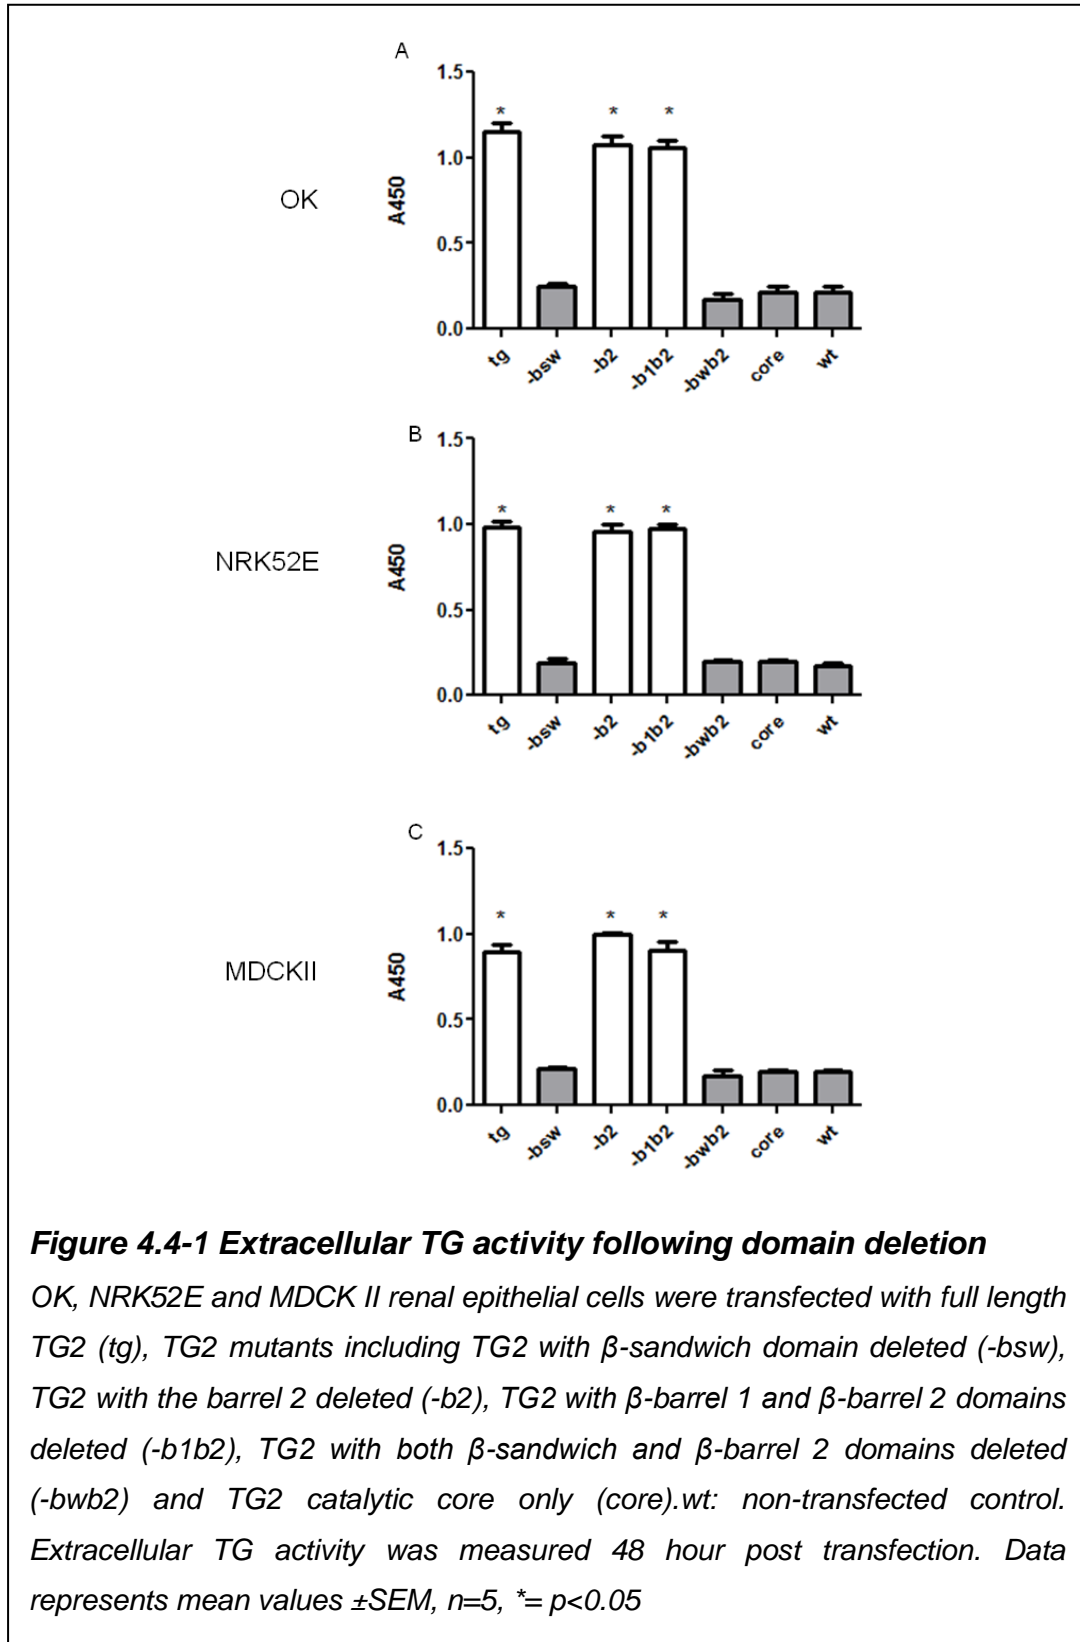 A
1.5
1.0
0.5
0.0
A450
OK
* * *
tg -bsw -b2 -b1b2 -bwb2 core wt
B
1.5
1.0
0.5
0.0
A450
NRK52E
* * *
tg -bsw -b2 -b1b2 -bwb2 core wt
C
1.5
1.0
0.5
0.0
A450
MDCKII
* * *
tg -bsw -b2 -b1b2 -bwb2 core wt
Figure 4.4-1 Extracellular TG activity following domain deletion
OK, NRK52E and MDCK II renal epithelial cells were transfected with full length
TG2 (tg), TG2 mutants including TG2 with β-sandwich domain deleted (-bsw),
TG2 with the barrel 2 deleted (-b2), TG2 with β-barrel 1 and β-barrel 2 domains
deleted (-b1b2), TG2 with both β-sandwich and β-barrel 2 domains deleted
(-bwb2) and TG2 catalytic core only (core).wt: non-transfected control.
Extracellular TG activity was measured 48 hour post transfection. Data
represents mean values ±SEM, n=5, *= p<0.05